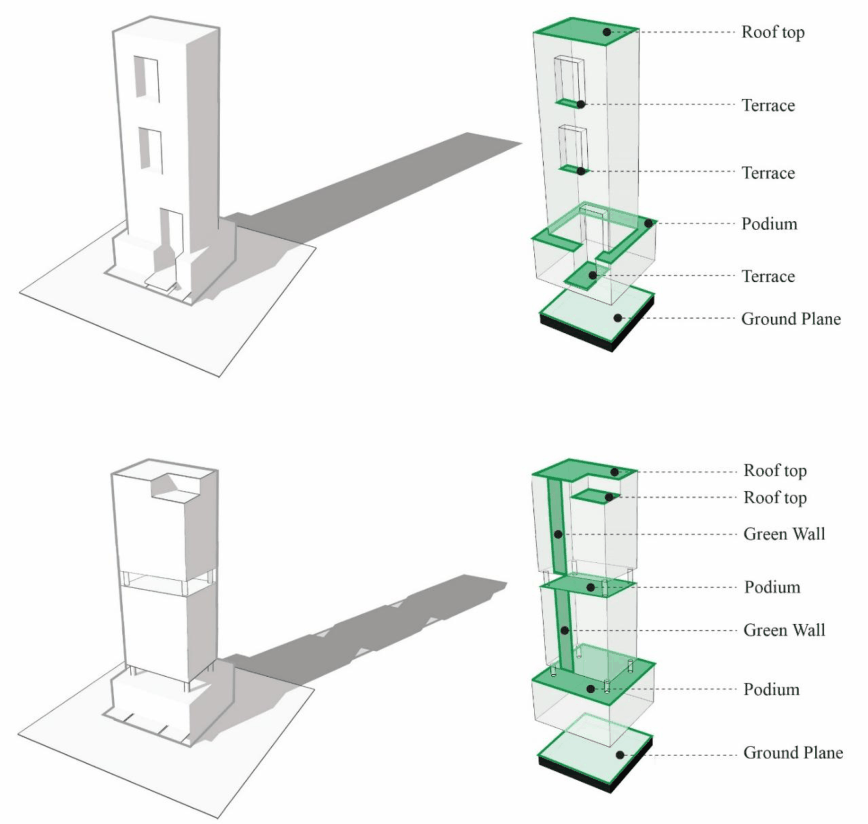 Roof top
Terrace
Terrace
Podium
Terrace
Ground Plane
Roof top
Roof top
Green Wall
Podium
Green Wall
Podium
Ground Plane